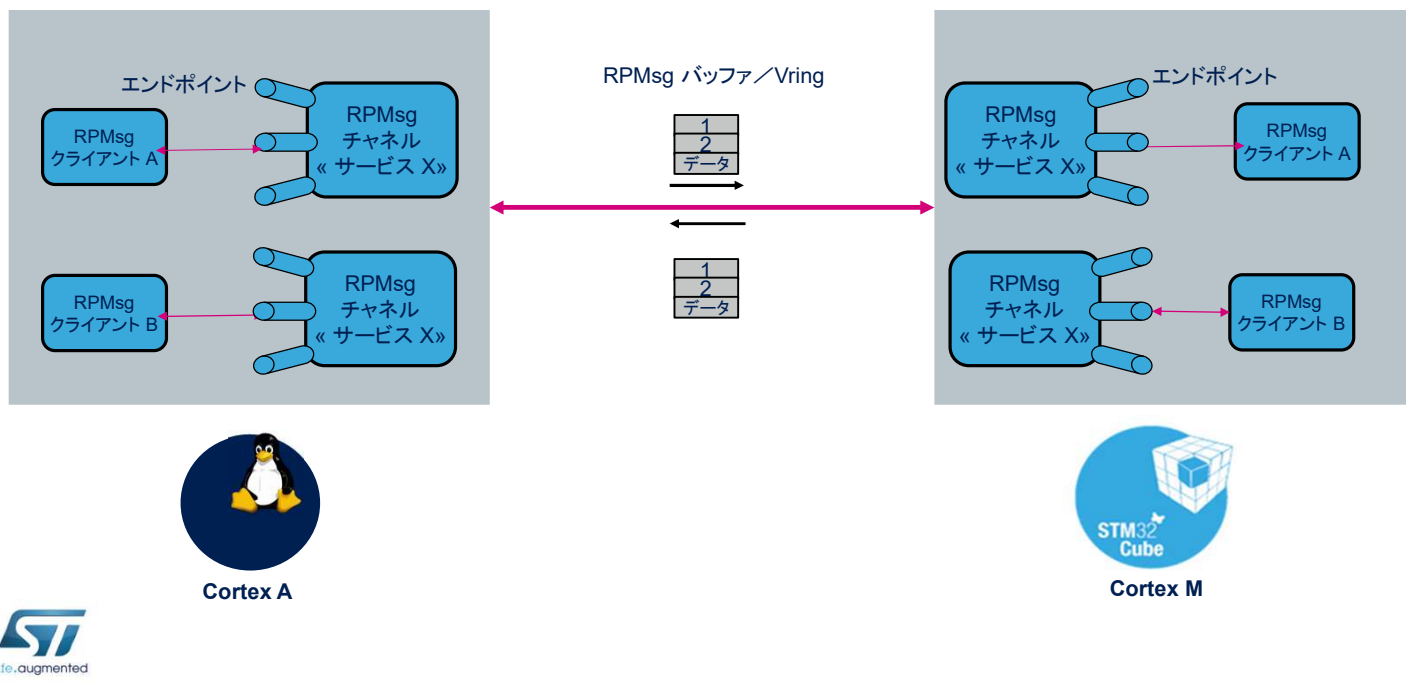 エンドポイント
RPMsg
クライアント A
RPMsg
チャネル
« サービス X»
RPMsg
クライアント B
RPMsg
チャネル
« サービス X»
RPMsg バッファ／Vring
1
2
データ
1
2
データ
エンドポイント
RPMsg
チャネル
« サービス X»
RPMsg
クライアント A
RPMsg
チャネル
« サービス X»
RPMsg
クライアント B
Cortex A
STM32
Cube
Cortex M
ST
fe.augmented